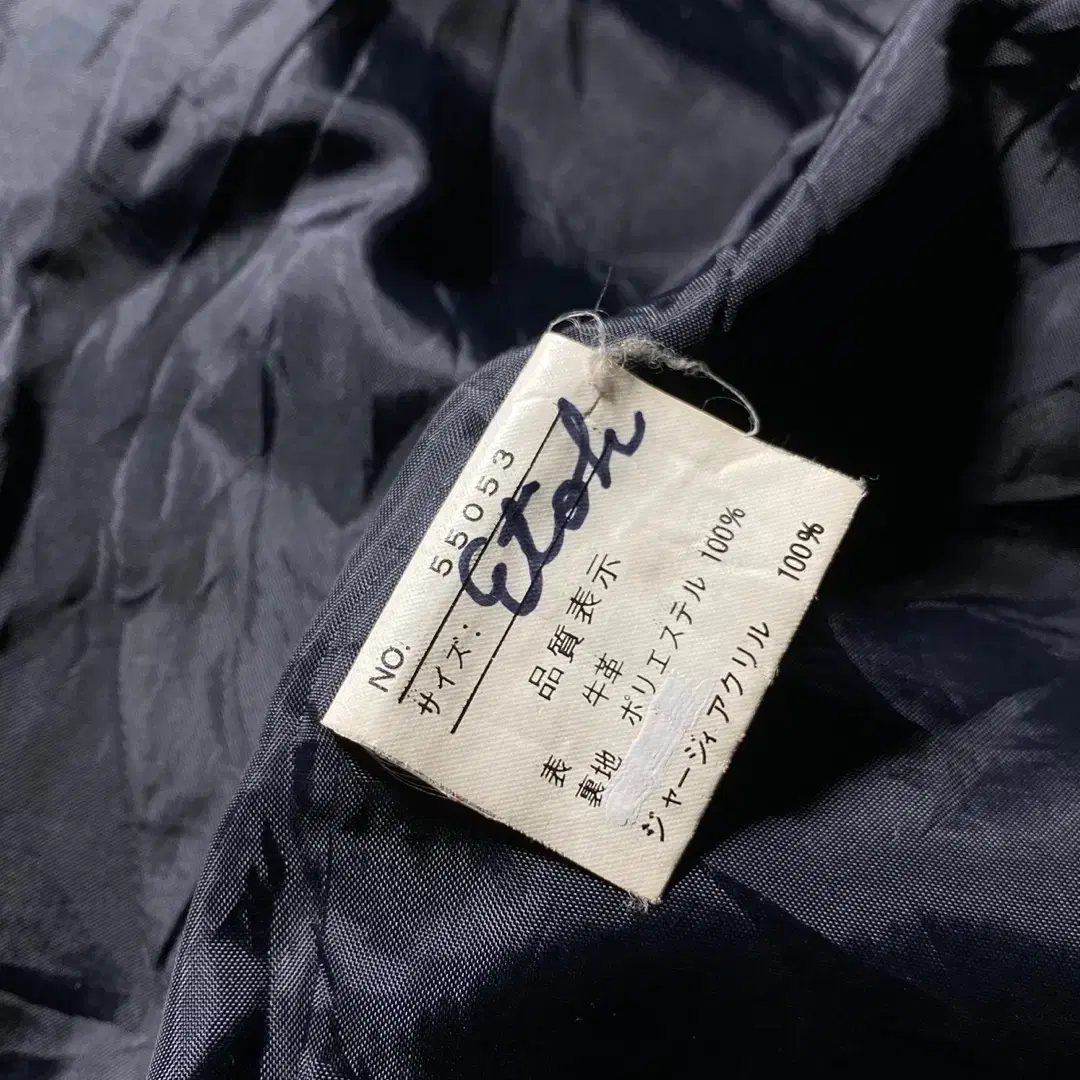 NO. 55053
サイズ:
Etoh
品質表示
表 牛革
裏地 ポリエステル 100%
ジャージィアクリル 100%